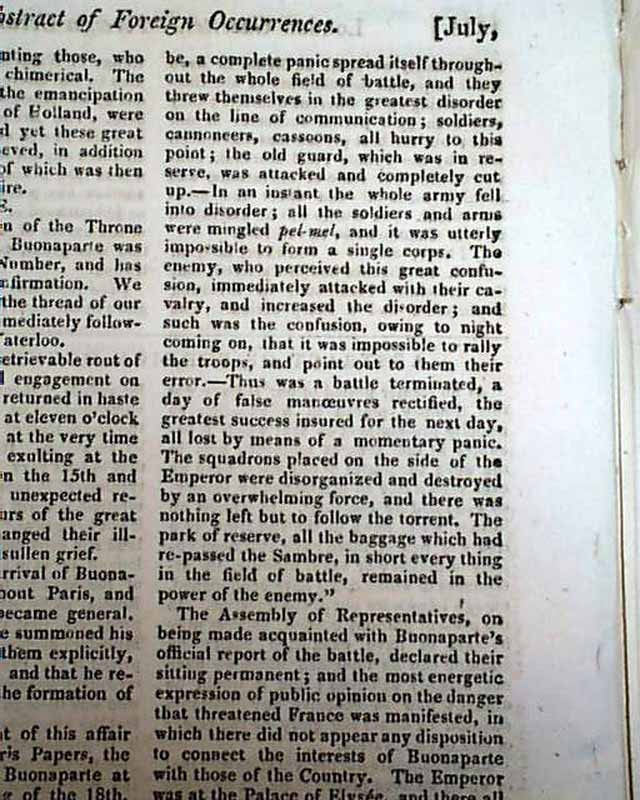 bstract of Foreign Occurrences. [July,
nting those, who
chimerical. The
the emancipation
of Holland, were
d yet these great
eved, in addition
of which was then
ire.
E.
n of the Throne
Buonaparte was
Number, and has
nfirmation. We
the thread of our
mediately follow-
aterloo.
retrievable rout of
l engagement on
returned in haste
at eleven o'clock
at the very time
exulting at the
n the 15th and
unexpected re-
urs of the great
anged their ill-
sullen grief.
rrival of Buona-
hout Paris, and
became general.
e summoned his
them explicitly,
and that he re-
he formation of
t of this affair
ris Papers, the
Buonaparte at
g of the 18th,
be, a complete panic spread itself through-
out the whole field of battle, and they
threw themselves in the greatest disorder
on the line of communication; soldiers,
cannoneers, cassoons, all hurry to this
point; the old guard, which was in re-
serve, was attacked and completely cut
up.—In an instant the whole army fell
into disorder; all the soldiers and arms
were mingled pel-mel, and it was utterly
impossible to form a single corps. The
enemy, who perceived this great confu-
sion, immediately attacked with their ca-
valry, and increased the disorder; and
such was the confusion, owing to night
coming on, that it was impossible to rally
the troops, and point out to them their
error.—Thus was a battle terminated, a
day of false manœuvres rectified, the
greatest success insured for the next day,
all lost by means of a momentary panic.
The squadrons placed on the side of the
Emperor were disorganized and destroyed
by an overwhelming force, and there was
nothing left but to follow the torrent. The
park of reserve, all the baggage which had
re-passed the Sambre, in short every thing
in the field of battle, remained in the
power of the enemy."
The Assembly of Representatives, on
being made acquainted with Buonaparte's
official report of the battle, declared their
sitting permanent; and the most energetic
expression of public opinion on the danger
that threatened France was manifested, in
which there did not appear any disposition
to connect the interests of Buonaparte
with those of the Country. The Emperor
was at the Palace of Elysée, and there all